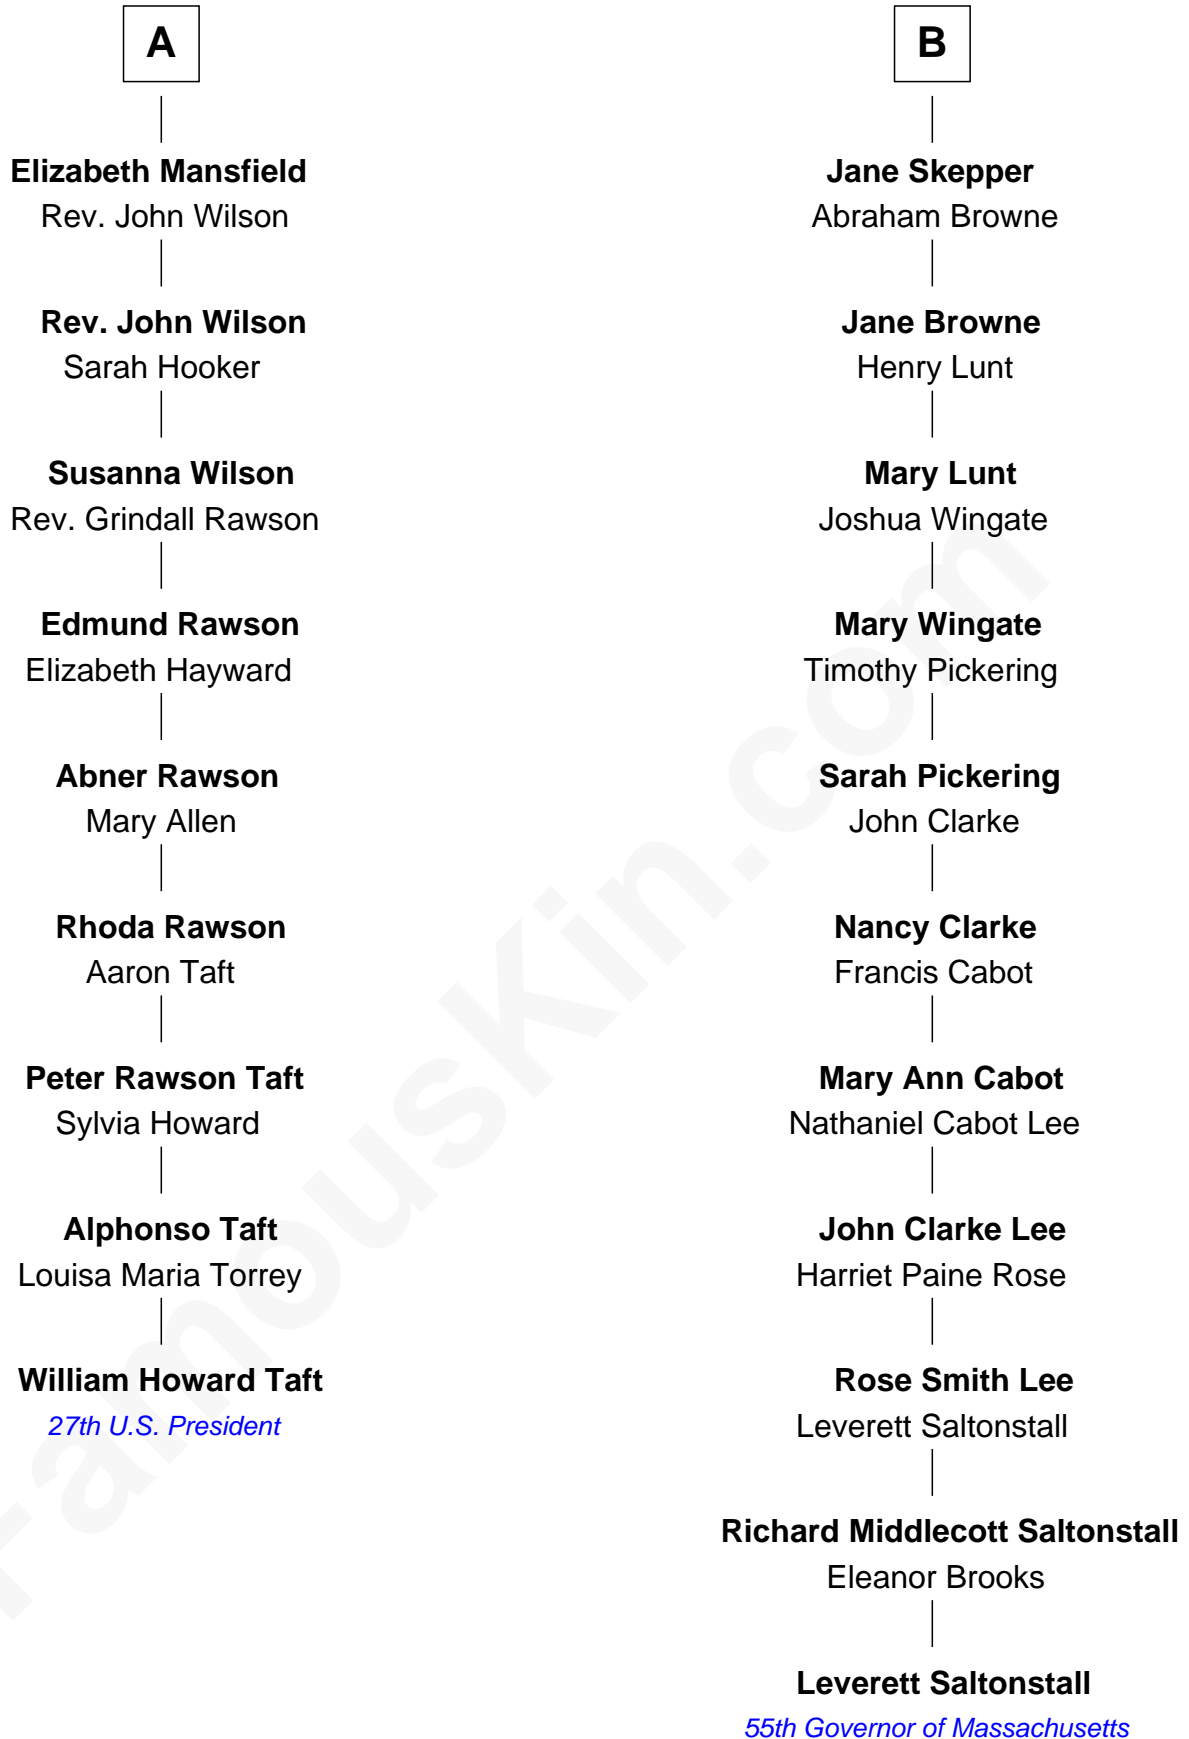 A
Elizabeth Mansfield
Rev. John Wilson
Rev. John Wilson
Sarah Hooker
Susanna Wilson
Rev. Grindall Rawson
Edmund Rawson
Elizabeth Hayward
Abner Rawson
Mary Allen
Rhoda Rawson
Aaron Taft
Peter Rawson Taft
Sylvia Howard
Alphonso Taft
Louisa Maria Torrey
William Howard Taft
27th U.S. President
B
Jane Skepper
Abraham Browne
Jane Browne
Henry Lunt
Mary Lunt
Joshua Wingate
Mary Wingate
Timothy Pickering
Sarah Pickering
John Clarke
Nancy Clarke
Francis Cabot
Mary Ann Cabot
Nathaniel Cabot Lee
John Clarke Lee
Harriet Paine Rose
Rose Smith Lee
Leverett Saltonstall
Richard Middlecott Saltonstall
Eleanor Brooks
Leverett Saltonstall
55th Governor of Massachusetts
FamousKin.com